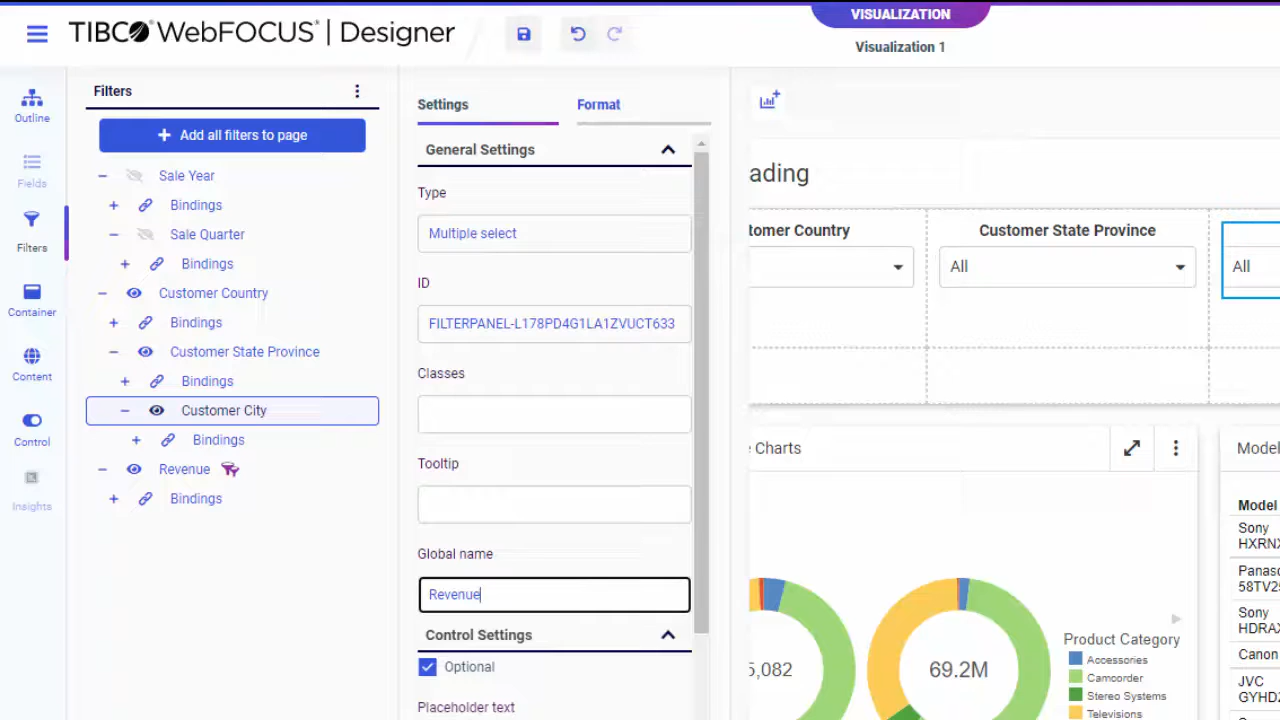 TIBCO WebFOCUS | Designer
VISUALIZATION
Visualization 1
Outline
Fields
Filters
Container
Content
Control
Insights
Filters
+ Add all filters to page
Sale Year
Bindings
Sale Quarter
Bindings
Customer Country
Bindings
Customer State Province
Bindings
Customer City
Bindings
Revenue
Bindings
Settings
Format
General Settings
Type
Multiple select
ID
FILTERPANEL-L178PD4G1LA1ZVUCT633
Classes
Tooltip
Global name
Revenue
Control Settings
Optional
Placeholder text
ading
tomer Country
Customer State Province
All
All
Charts
5,082
69.2M
Product Category
Accessories
Camcorder
Stereo Systems
Televisions
Model
Model
Sony
HXRNX
Panaso
58TV25
Sony
HDRAX
Canon
JVC
GYHD2